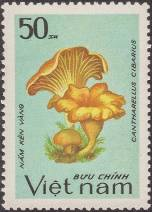 50 xu
NẤM KÈN VÀNG
CANTHARELLUS CIBARIUS
BƯU CHÍNH
Việt nam